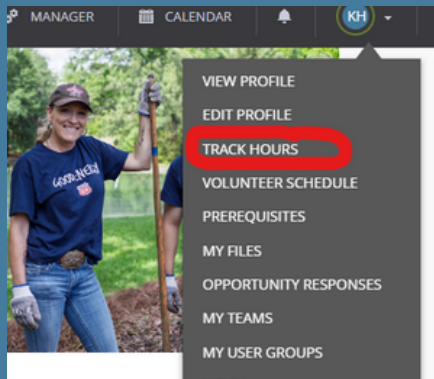 MANAGER
CALENDAR
KH
VIEW PROFILE
EDIT PROFILE
TRACK HOURS
VOLUNTEER SCHEDULE
PREREQUISITES
MY FILES
OPPORTUNITY RESPONSES
MY TEAMS
MY USER GROUPS